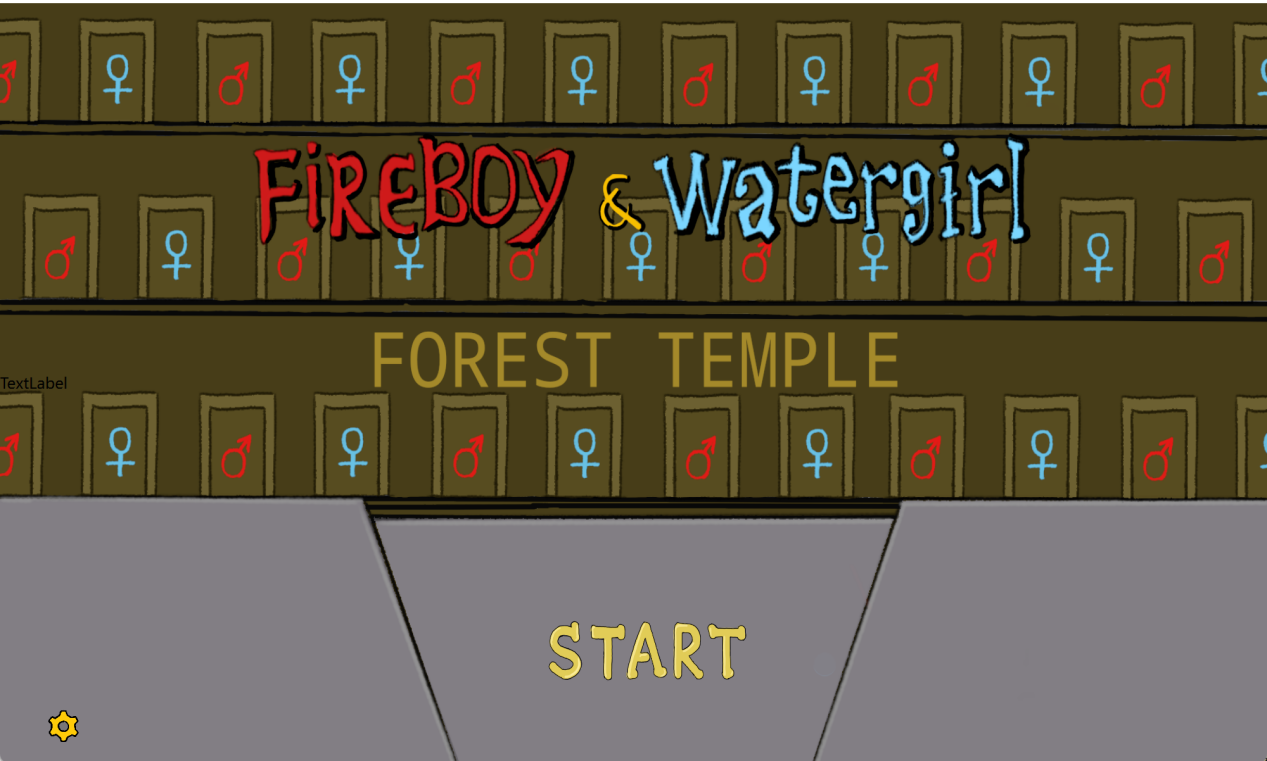 FiREBOY & Watergirl
FOREST TEMPLE
TextLabel
START